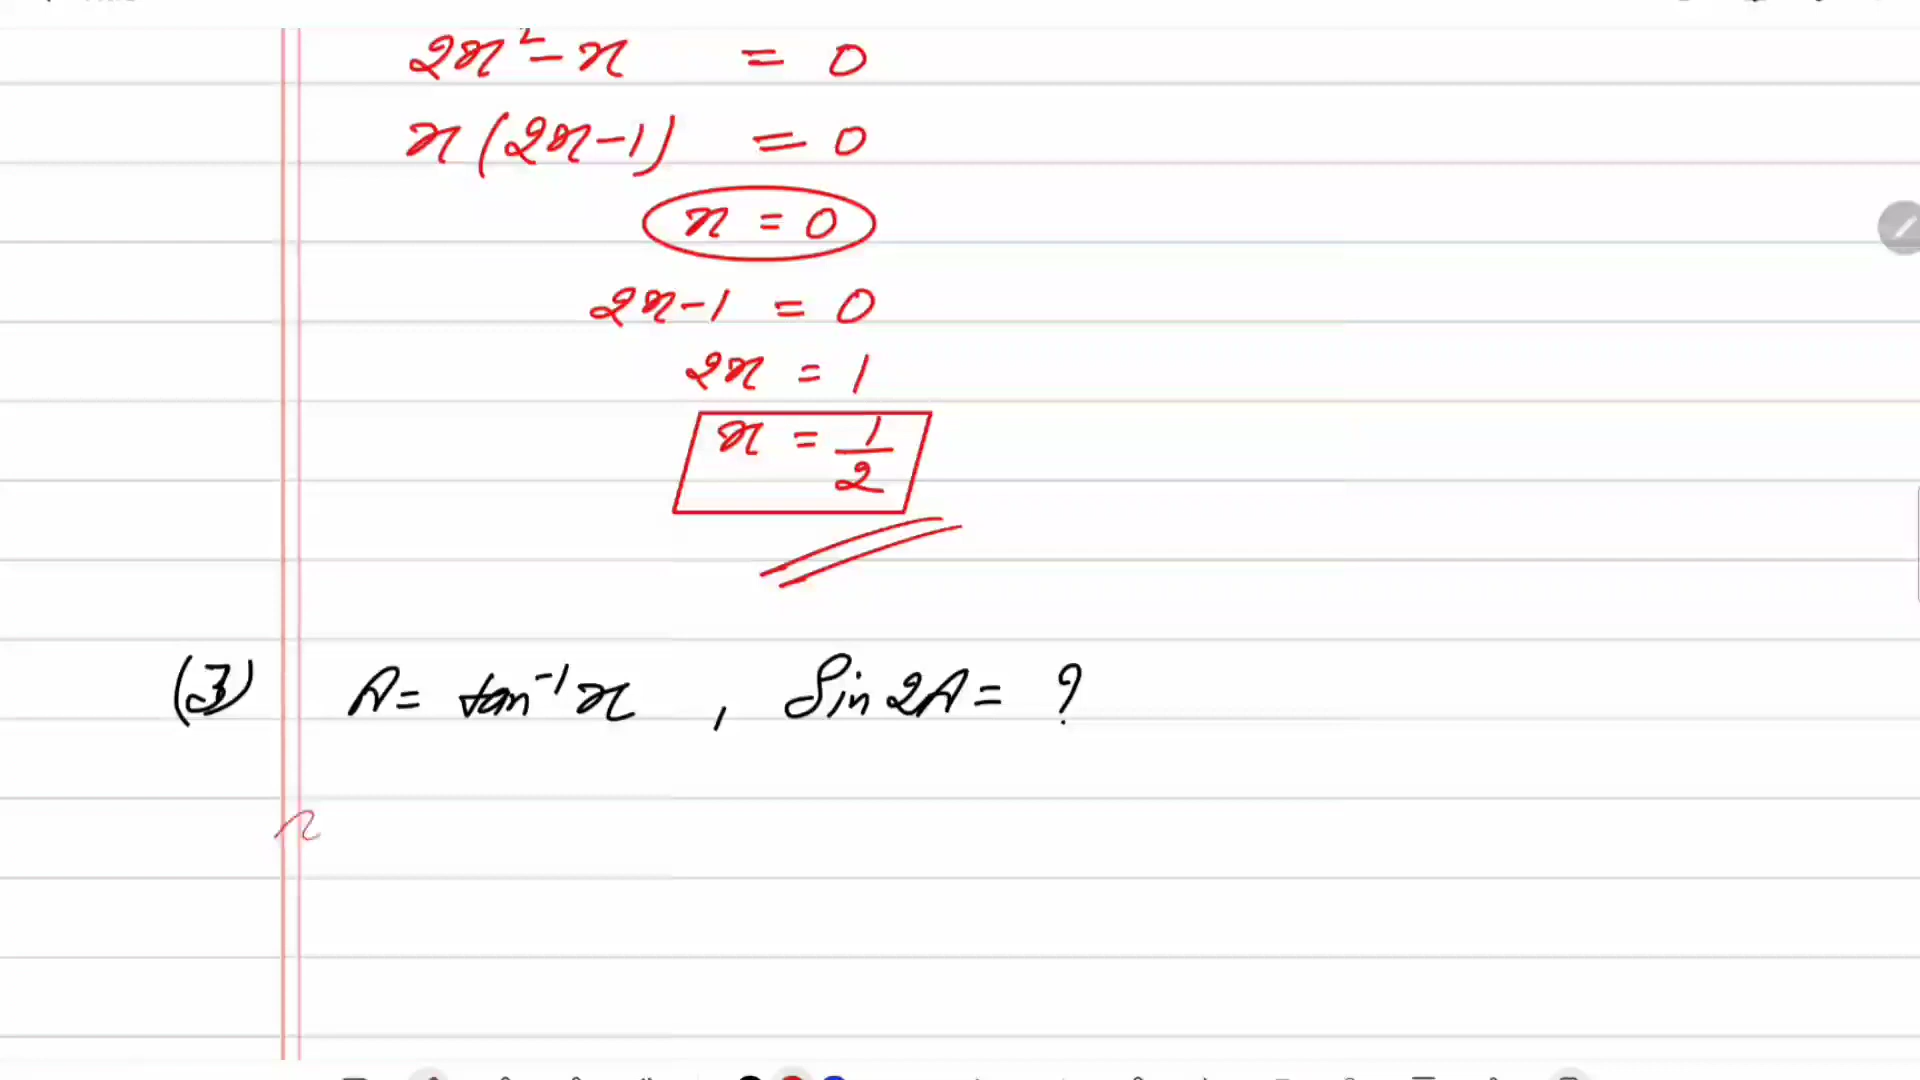 2x² - x = 0
x(2x-1) = 0
x = 0
2x-1 = 0
2x = 1
x = 1/2
(3) A = tan⁻¹x , Sin 2A = ?